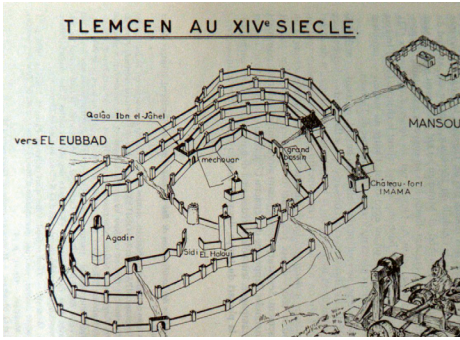 TLEMCEN AU XIVe SIECLE.
Qalâa Ibn el-Jâhel
MANSOU
vers EL EUBBAD
mechouar
grand
bassin
Château-fort
IMAMA
Agadir
Sidi EL Haloui